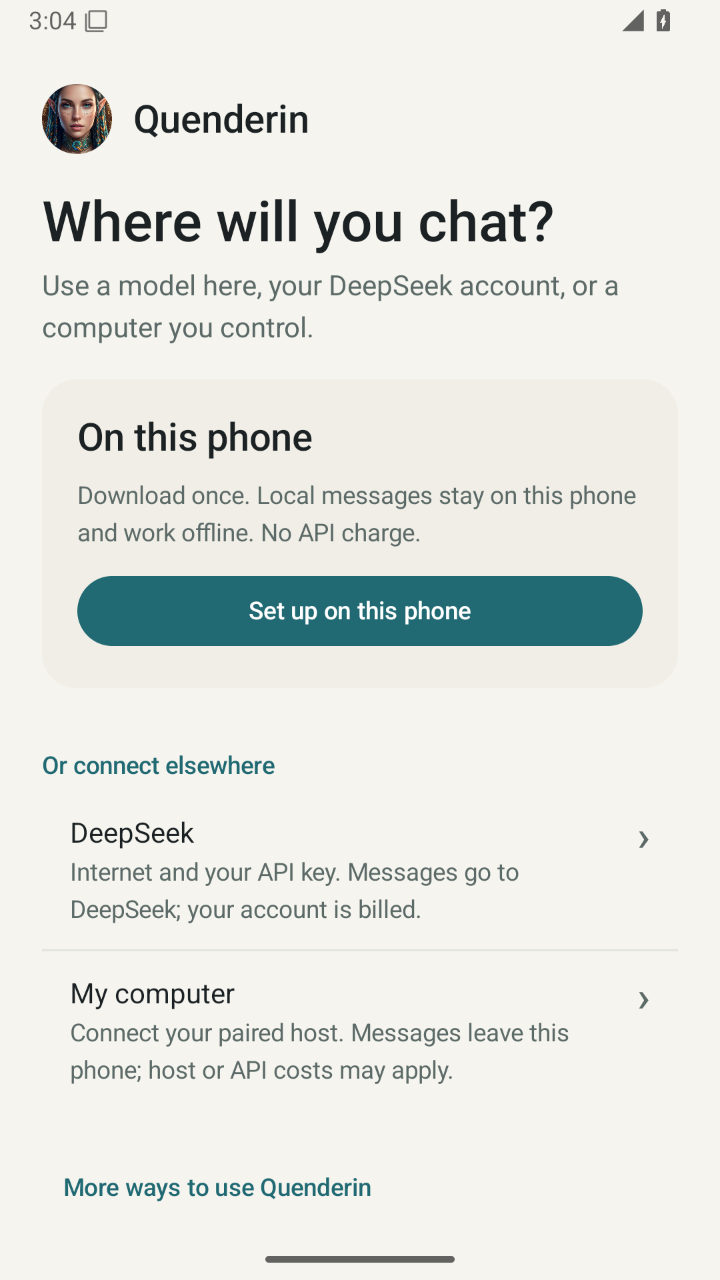 3:04
Quenderin
Where will you chat?
Use a model here, your DeepSeek account, or a
computer you control.
On this phone
Download once. Local messages stay on this phone
and work offline. No API charge.
Set up on this phone
Or connect elsewhere
DeepSeek
Internet and your API key. Messages go to
DeepSeek; your account is billed.
My computer
Connect your paired host. Messages leave this
phone; host or API costs may apply.
More ways to use Quenderin